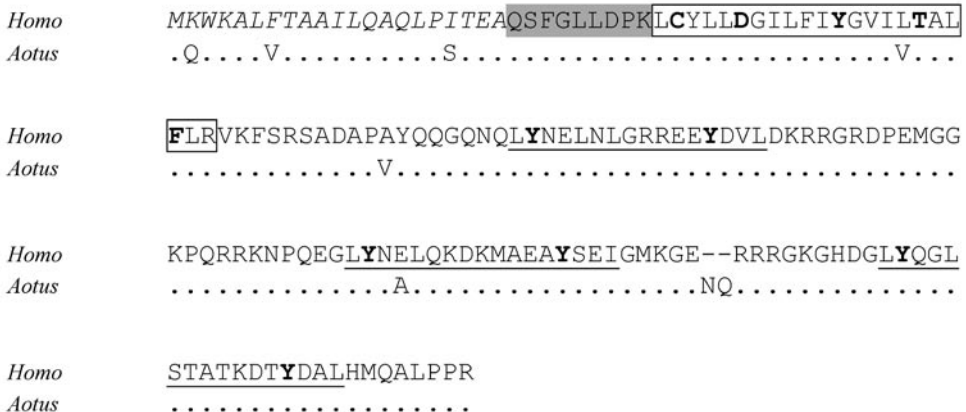 Homo MKWKALFTAAILQAQLPITEAQSFGLLDPKLCYLLDGILFIYGVILTAL
Aotus .Q....V..........S...........................V...
Homo FLRVKFSRSADAPAYQQGQNQLYNELNLGRREEYDVLDKRRGRDPEMGG
Aotus .............V...................................
Homo KPQRRKNPQEGLYNELQKDKMAEAYSEIGMKGE--RRRGKGHDGLYQGL
Aotus ..............A..................NQ..............
Homo STATKDTYDALHMQALPPR
Aotus ...................